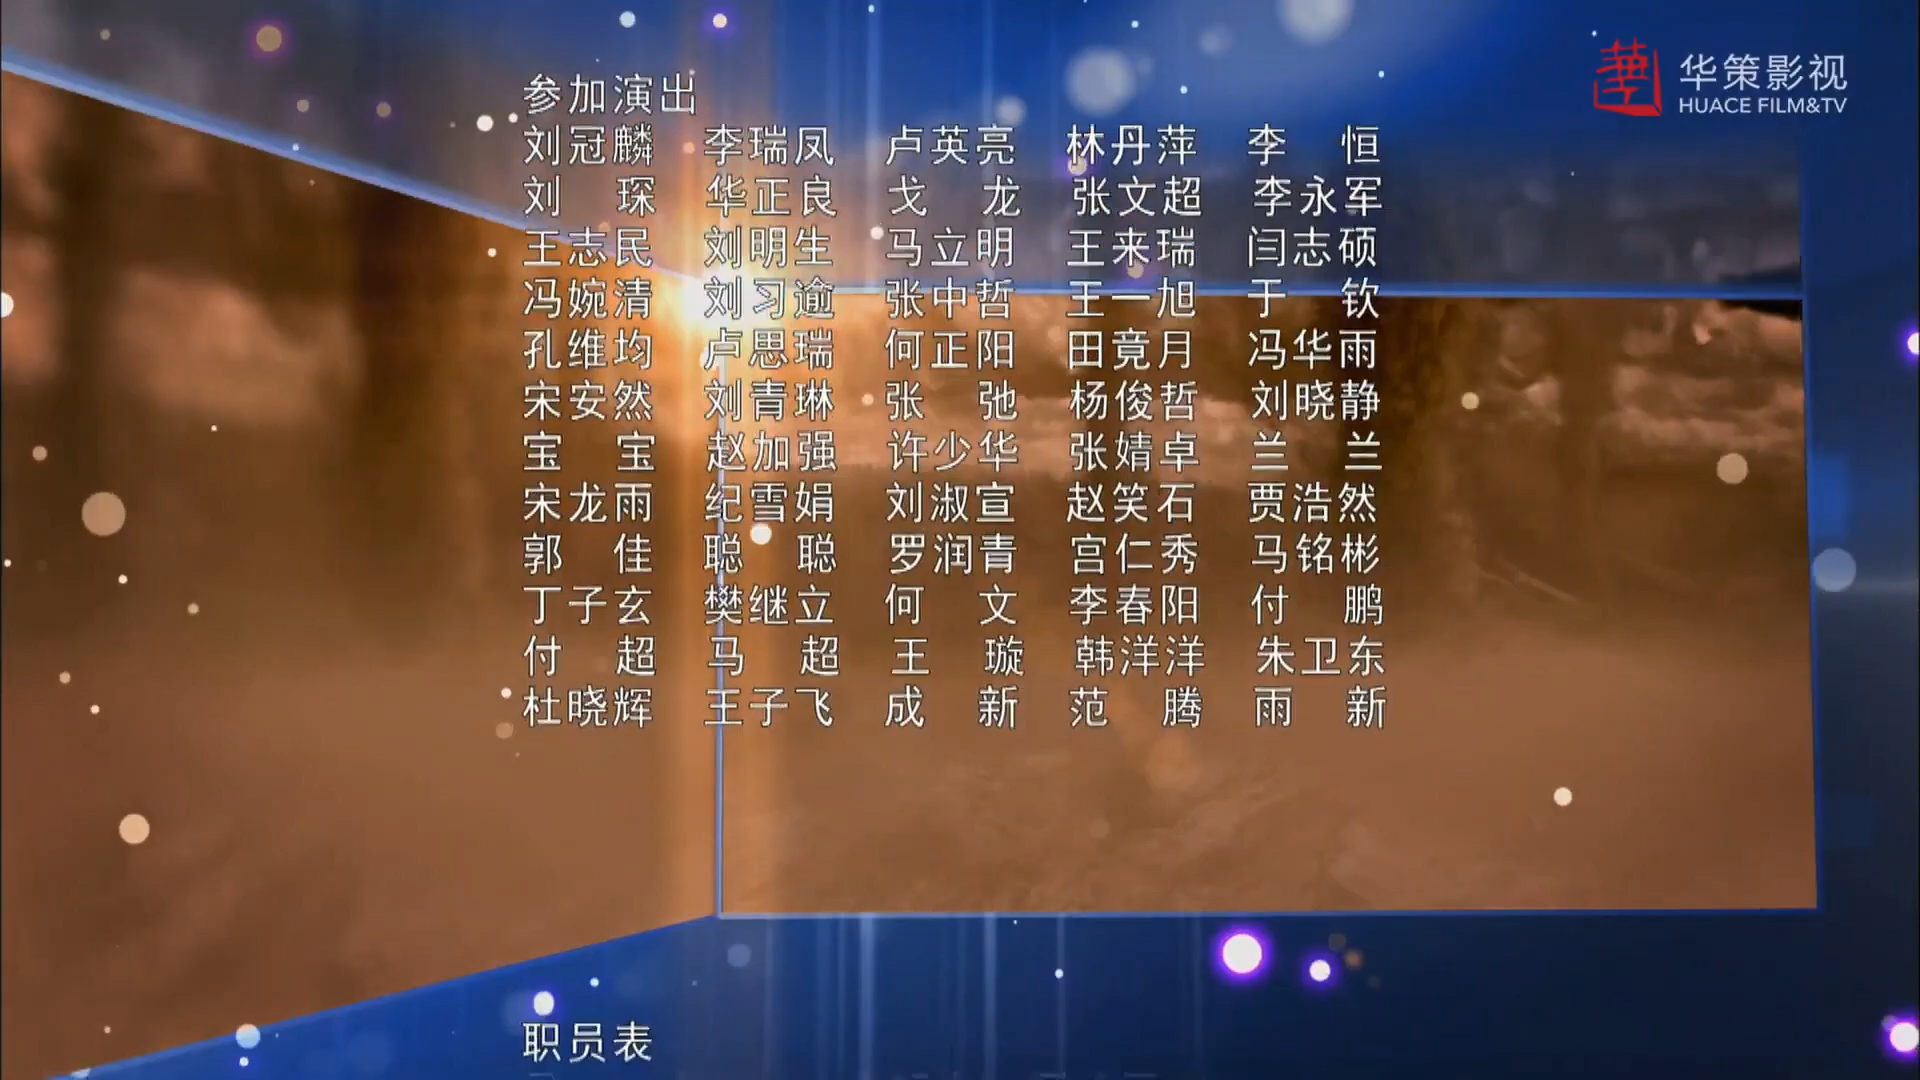 华策影视
HUACE FILM&TV
参加演出
刘冠麟 李瑞凤 卢英亮 林丹萍 李 恒
刘 琛 华正良 戈 龙 张文超 李永军
王志民 刘明生 马立明 王来瑞 闫志硕
冯婉清 刘习逾 张中哲 王一旭 于 钦
孔维均 卢思瑞 何正阳 田竟月 冯华雨
宋安然 刘青琳 张 弛 杨俊哲 刘晓静
宝 宝 赵加强 许少华 张婧卓 兰 兰
宋龙雨 纪雪娟 刘淑宣 赵笑石 贾浩然
郭 佳 聪 聪 罗润青 宫仁秀 马铭彬
丁子玄 樊继立 何 文 李春阳 付 鹏
付 超 马 超 王 璇 韩洋洋 朱卫东
杜晓辉 王子飞 成 新 范 腾 雨 新
职员表